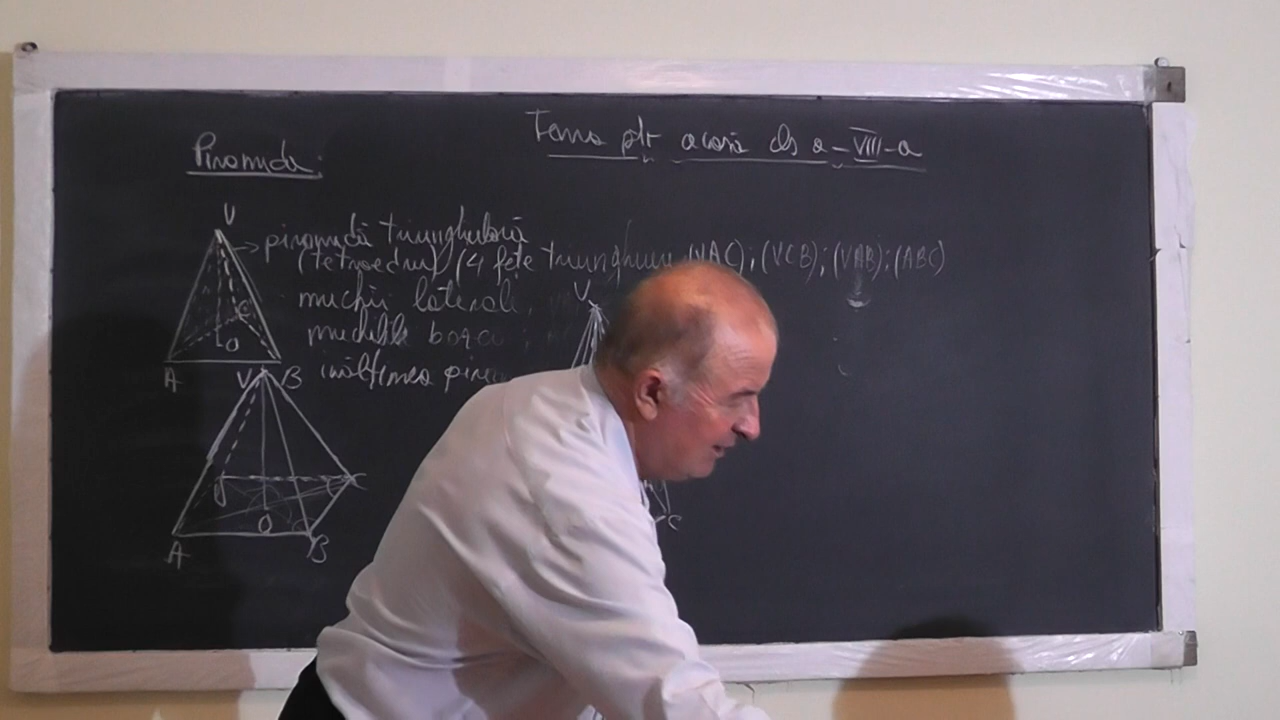 Tema ptr acasă cls a-VIII-a
Piramida:
V
piramidă triunghiulară
(tetraedru) (4 fețe triunghiuri (VAC); (VCB); (VAB); (ABC)
muchii laterale
muchiile bazei
înălțimea
C
O
A
B
V
V
D
C
O
A
B
C